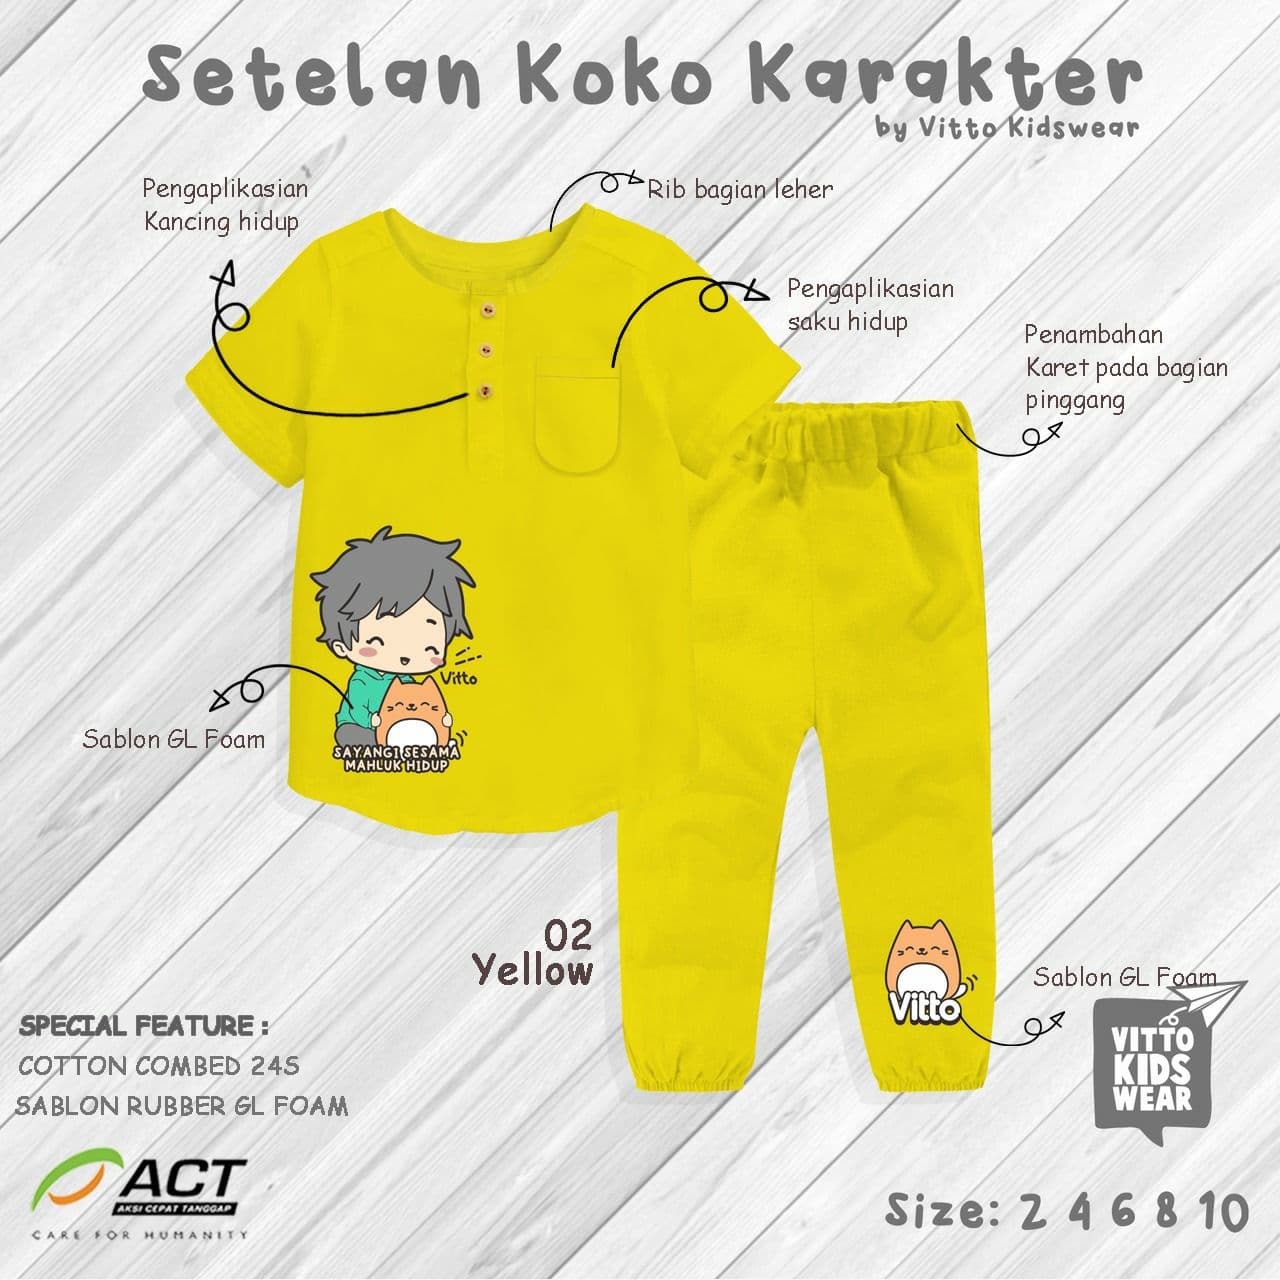 Setelan Koko Karakter
by Vitto Kidswear
Pengaplikasian
Kancing hidup
Rib bagian leher
Pengaplikasian
saku hidup
Penambahan
Karet pada bagian
pinggang
Vitto
SAYANGI SESAMA
MAHLUK HIDUP
Sablon GL Foam
02
Yellow
Vitto
Sablon GL Foam
SPECIAL FEATURE :
COTTON COMBED 24S
SABLON RUBBER GL FOAM
VITTO
KIDS
WEAR
ACT
AKSI CEPAT TANGGAP
CARE FOR HUMANITY
Size: 2 4 6 8 10